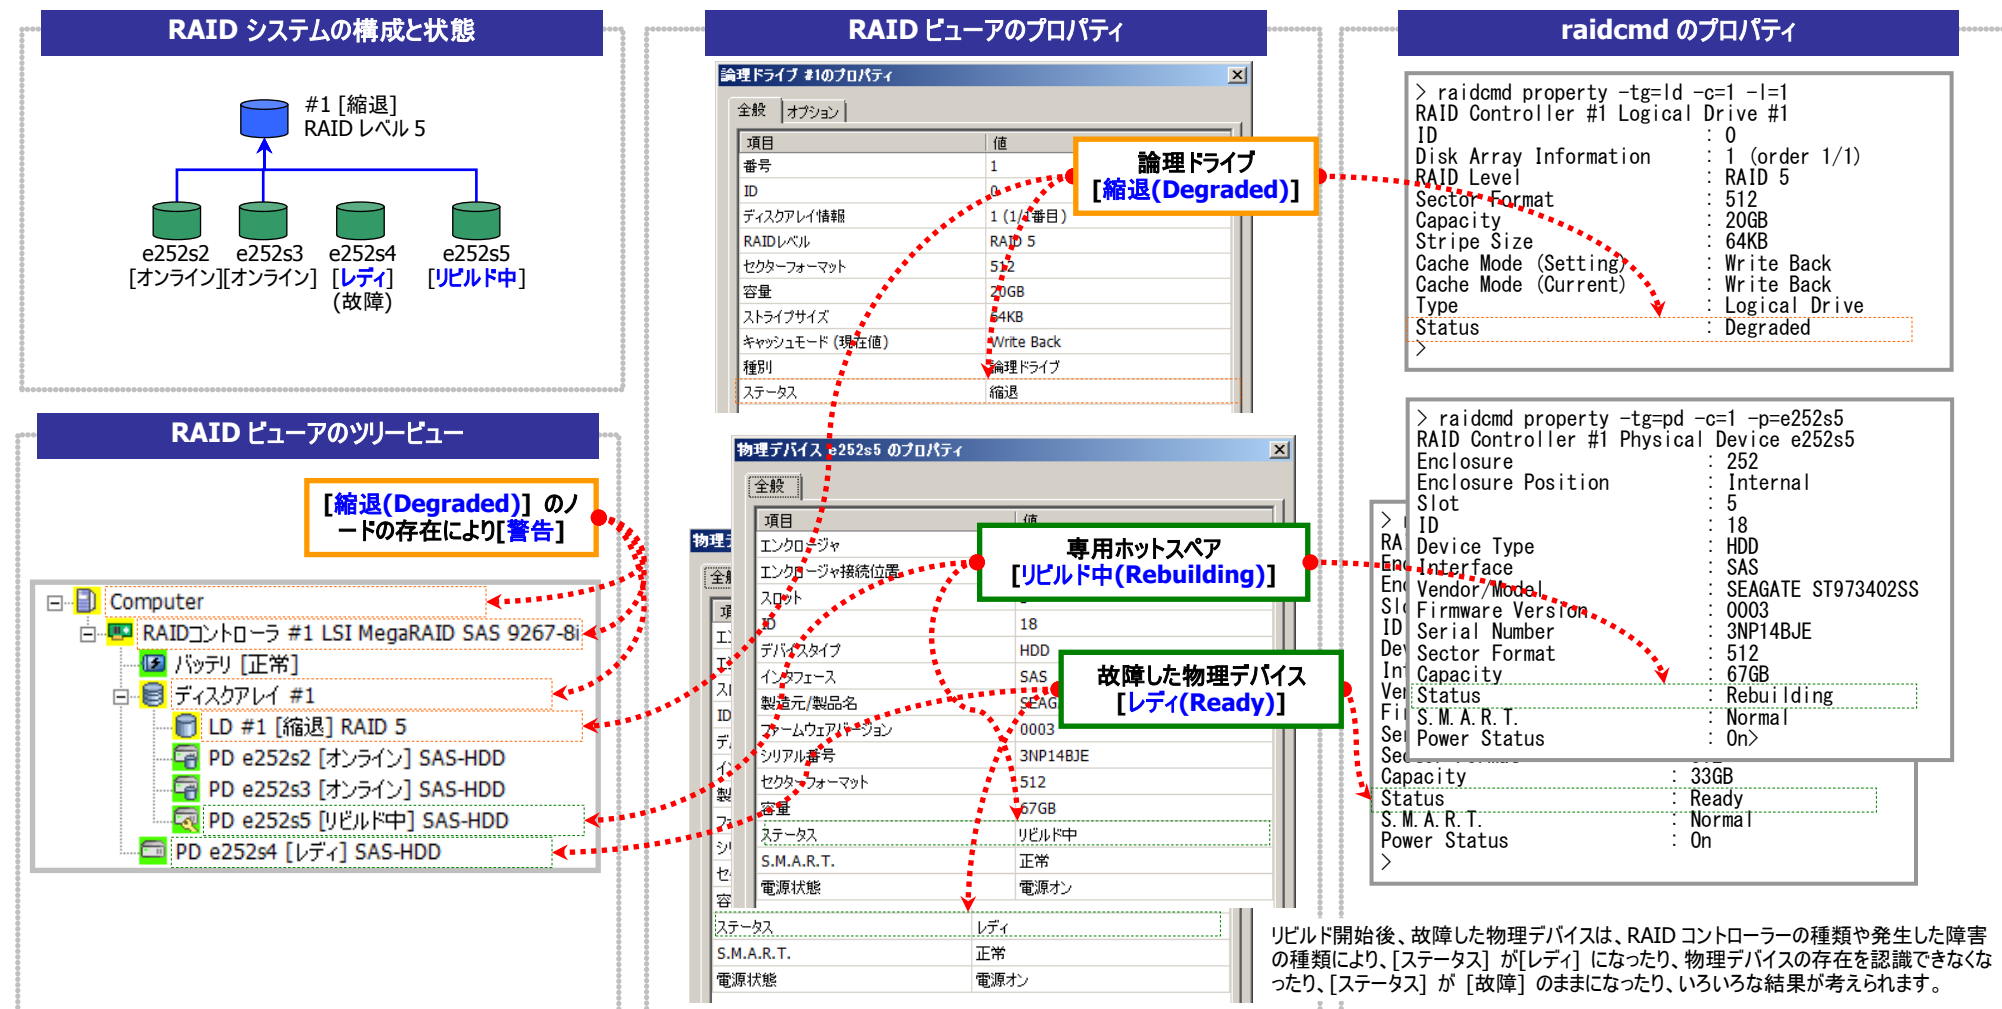 RAID システムの構成と状態
#1 [縮退]
RAID レベル 5
e252s2
[オンライン]
e252s3
[オンライン]
e252s4
[レディ]
(故障)
e252s5
[リビルド中]
RAID ビューアのツリービュー
[縮退(Degraded)] のノ
ードの存在により[警告]
Computer
RAIDコントローラ #1 LSI MegaRAID SAS 9267-8i
バッテリ [正常]
ディスクアレイ #1
LD #1 [縮退] RAID 5
PD e252s2 [オンライン] SAS-HDD
PD e252s3 [オンライン] SAS-HDD
PD e252s5 [リビルド中] SAS-HDD
PD e252s4 [レディ] SAS-HDD
RAID ビューアのプロパティ
論理ドライブ #1のプロパティ
全般 オプション
項目 値
番号 1
ID 0
ディスクアレイ情報 1 (1/1番目)
RAIDレベル RAID 5
セクターフォーマット 512
容量 20GB
ストライプサイズ 64KB
キャッシュモード (現在値) Write Back
種別 論理ドライブ
ステータス 縮退
論理ドライブ
[縮退(Degraded)]
物理デバイス e252s5 のプロパティ
全般
項目 値
エンクロージャ
エンクロージャ接続位置
スロット
ID 18
デバイスタイプ HDD
インタフェース SAS
製造元/製品名 SEAG
ファームウェアバージョン 0003
シリアル番号 3NP14BJE
セクターフォーマット 512
容量 67GB
ステータス リビルド中
S.M.A.R.T. 正常
電源状態 電源オン
専用ホットスペア
[リビルド中(Rebuilding)]
故障した物理デバイス
[レディ(Ready)]
ステータス レディ
S.M.A.R.T. 正常
電源状態 電源オン
raidcmd のプロパティ
> raidcmd property -tg=ld -c=1 -l=1
RAID Controller #1 Logical Drive #1
ID : 0
Disk Array Information : 1 (order 1/1)
RAID Level : RAID 5
Sector Format : 512
Capacity : 20GB
Stripe Size : 64KB
Cache Mode (Setting) : Write Back
Cache Mode (Current) : Write Back
Type : Logical Drive
Status : Degraded
>
> raidcmd property -tg=pd -c=1 -p=e252s5
RAID Controller #1 Physical Device e252s5
Enclosure : 252
Enclosure Position : Internal
Slot : 5
ID : 18
Device Type : HDD
Interface : SAS
Vendor/Model : SEAGATE ST973402SS
Firmware Version : 0003
Serial Number : 3NP14BJE
Sector Format : 512
Capacity : 67GB
Status : Rebuilding
S.M.A.R.T. : Normal
Power Status : On>
Capacity : 33GB
Status : Ready
S.M.A.R.T. : Normal
Power Status : On
>
リビルド開始後、故障した物理デバイスは、RAID コントローラーの種類や発生した障害
の種類により、[ステータス] が[レディ] になったり、物理デバイスの存在を認識できなくな
ったり、[ステータス] が [故障] のままになったり、いろいろな結果が考えられます。